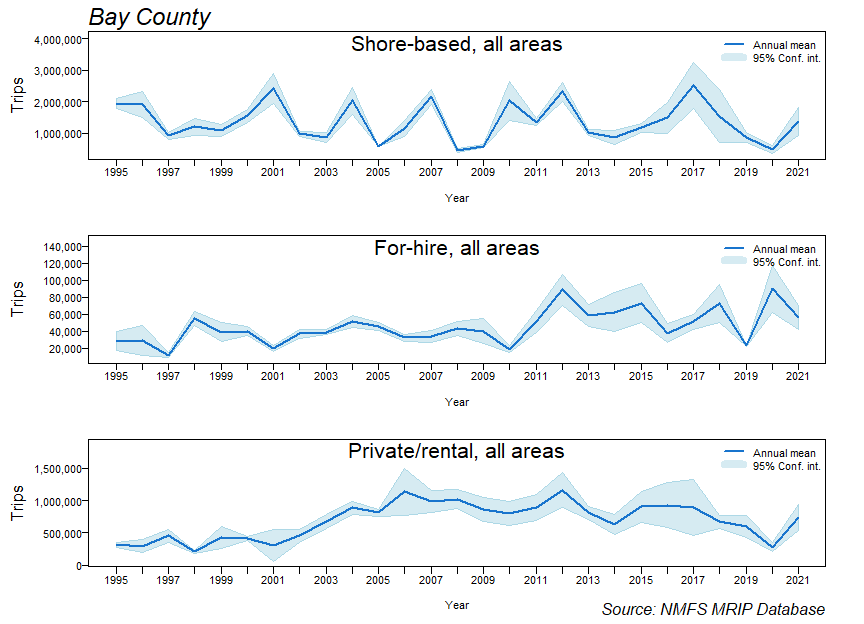 Bay County
Shore-based, all areas
Annual mean
95% Conf. int.
Trips
4,000,000
3,000,000
2,000,000
1,000,000
1995 1997 1999 2001 2003 2005 2007 2009 2011 2013 2015 2017 2019 2021
Year
For-hire, all areas
Annual mean
95% Conf. int.
Trips
140,000
120,000
100,000
80,000
60,000
40,000
20,000
1995 1997 1999 2001 2003 2005 2007 2009 2011 2013 2015 2017 2019 2021
Year
Private/rental, all areas
Annual mean
95% Conf. int.
Trips
1,500,000
1,000,000
500,000
0
1995 1997 1999 2001 2003 2005 2007 2009 2011 2013 2015 2017 2019 2021
Year
Source: NMFS MRIP Database